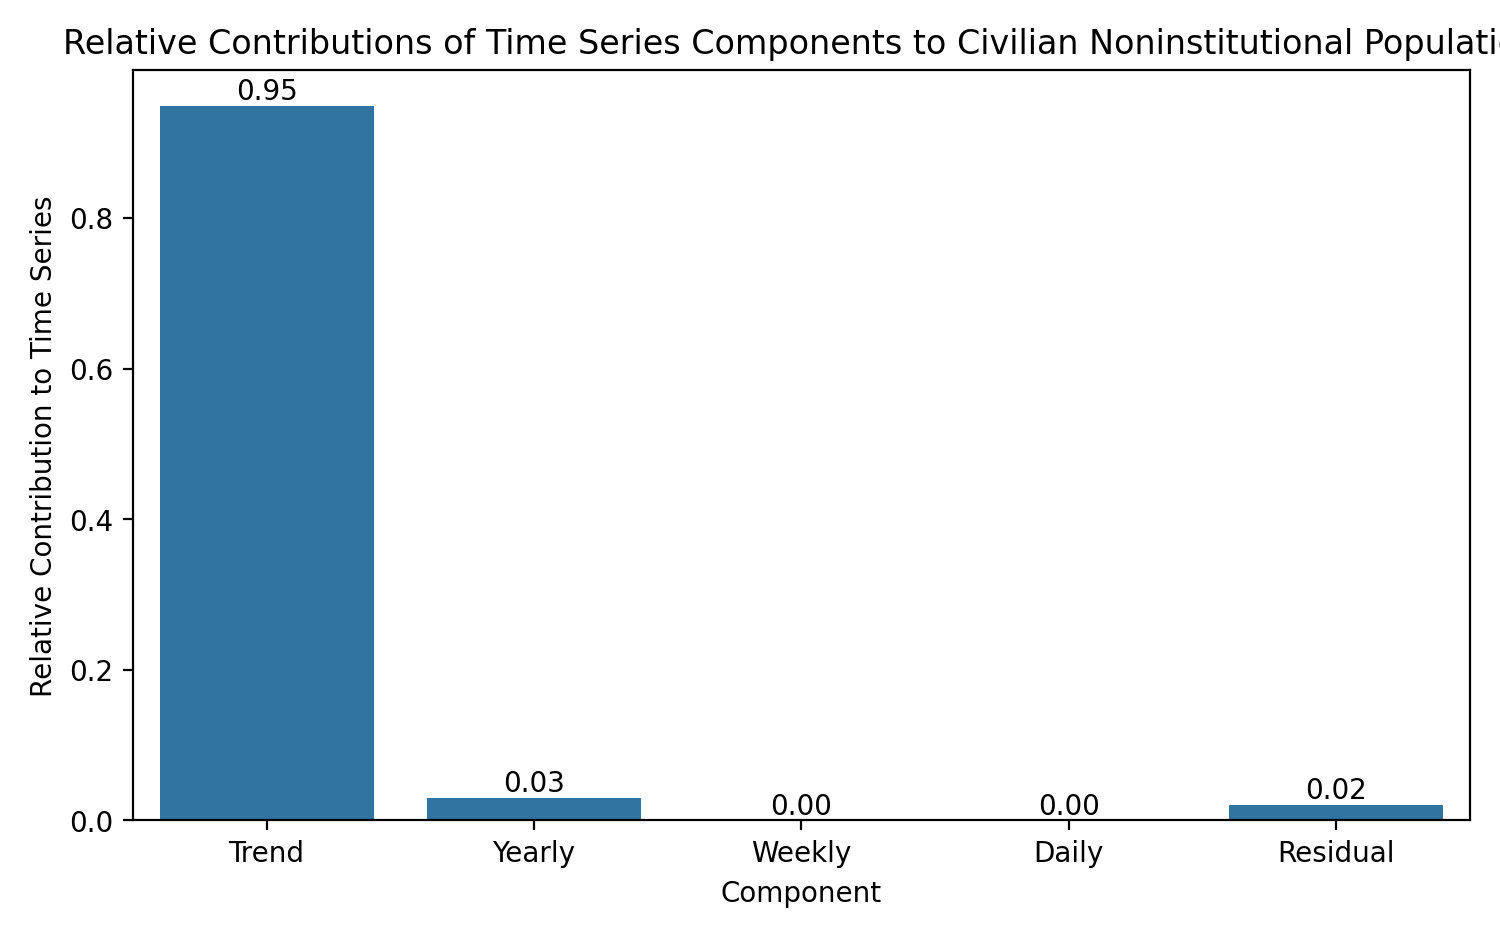 Relative Contributions of Time Series Components to Civilian Noninstitutional
0.95
0.03
0.00
0.00
0.02
0.8
0.6
0.4
0.2
0.0
Relative Contribution to Time Series
Trend
Yearly
Weekly
Daily
Residual
Component